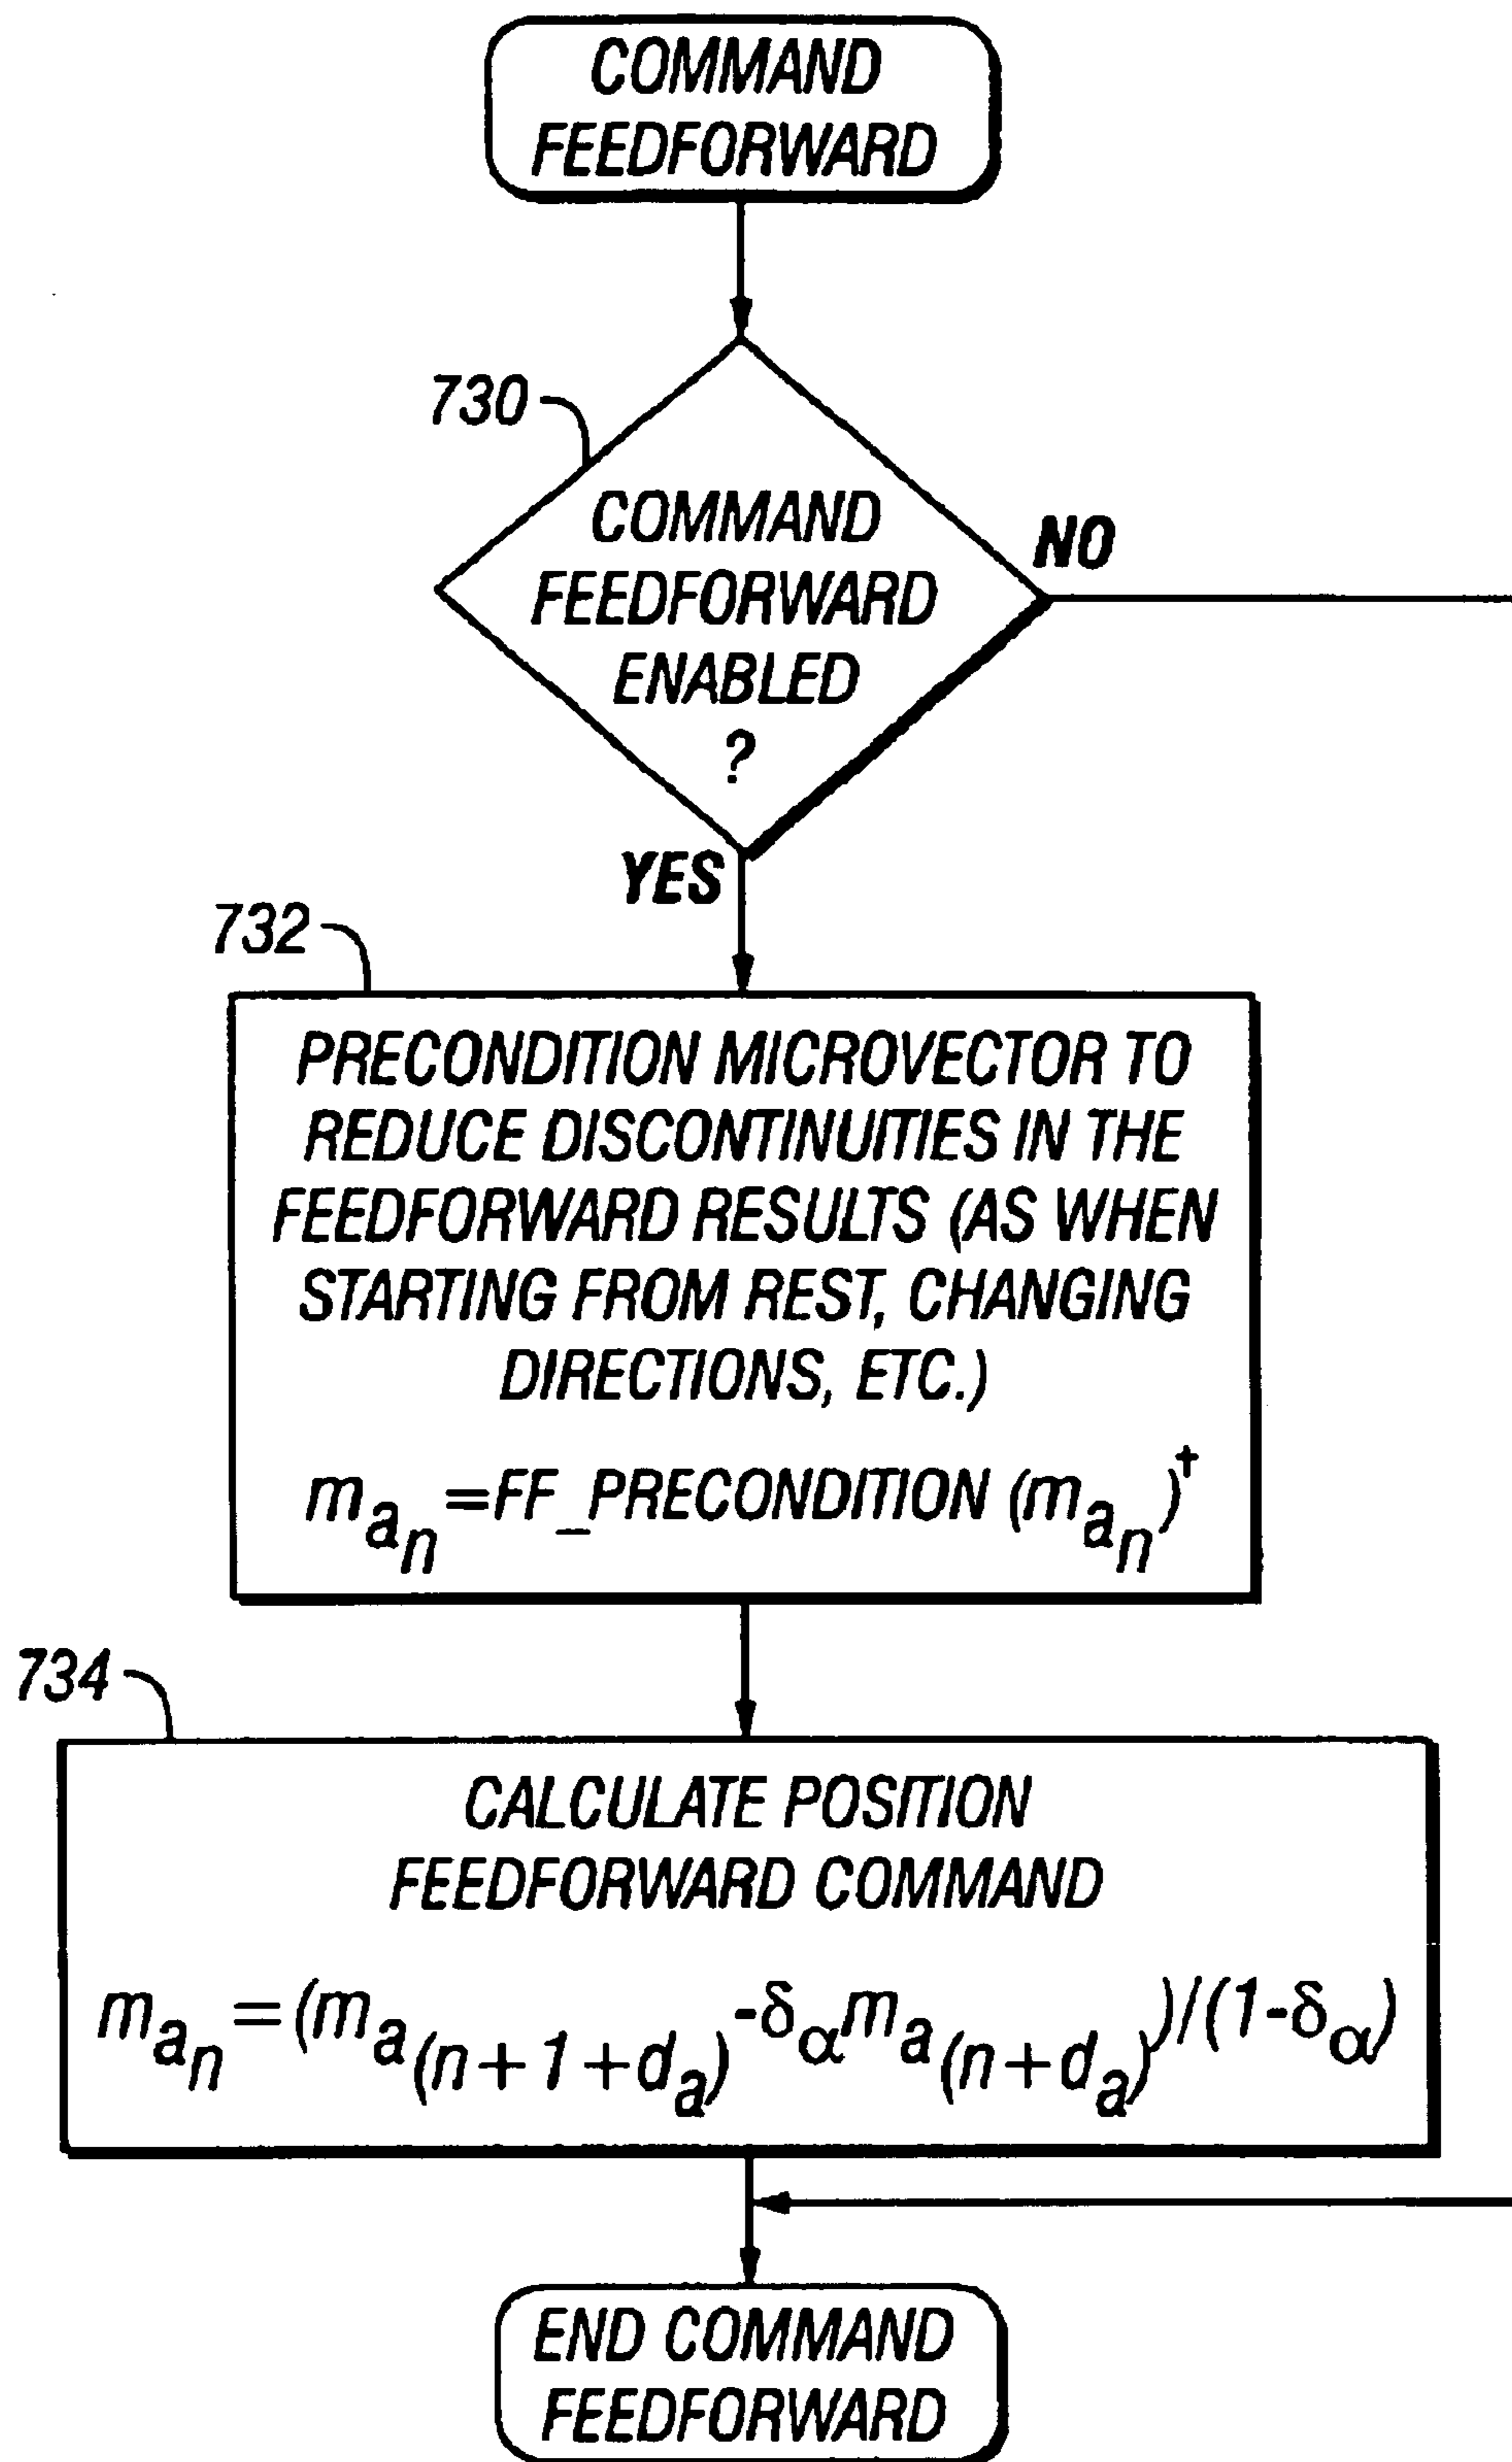 COMMAND
FEEDFORWARD
730
COMMAND
FEEDFORWARD
ENABLED
?
NO
YES
732
PRECONDITION MICROVECTOR TO
REDUCE DISCONTINUITIES IN THE
FEEDFORWARD RESULTS (AS WHEN
STARTING FROM REST, CHANGING
DIRECTIONS, ETC.)
m_{a_n} =FF_PRECONDITION (m_{a_n})^†
734
CALCULATE POSITION
FEEDFORWARD COMMAND
m_{a_n} =(m_{a_{(n+1+d_a)}} -δ_α m_{a_{(n+d_a)}})/(1-δ_α)
END COMMAND
FEEDFORWARD